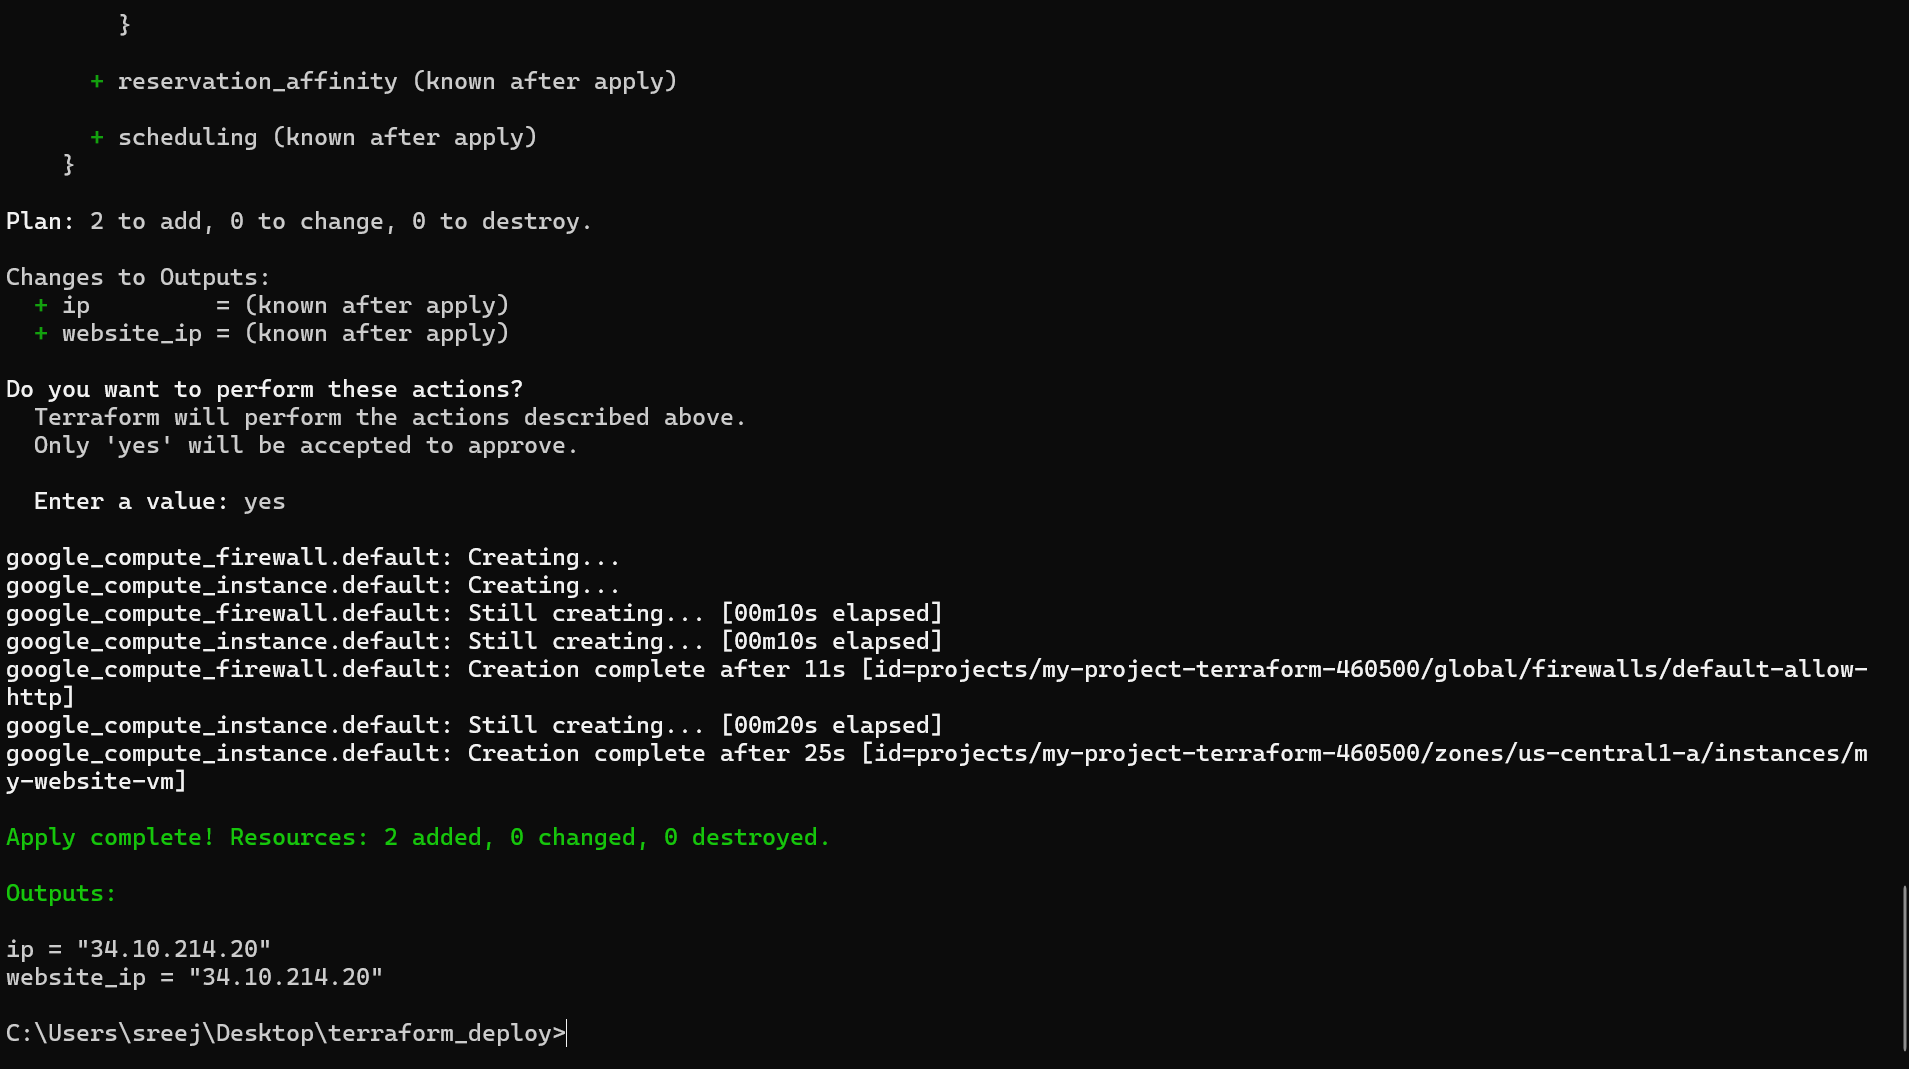 }
+ reservation_affinity (known after apply)
+ scheduling (known after apply)
}
Plan: 2 to add, 0 to change, 0 to destroy.
Changes to Outputs:
+ ip         = (known after apply)
+ website_ip = (known after apply)
Do you want to perform these actions?
Terraform will perform the actions described above.
Only 'yes' will be accepted to approve.
Enter a value: yes
google_compute_firewall.default: Creating...
google_compute_instance.default: Creating...
google_compute_firewall.default: Still creating... [00m10s elapsed]
google_compute_instance.default: Still creating... [00m10s elapsed]
google_compute_firewall.default: Creation complete after 11s [id=projects/my-project-terraform-460500/global/firewalls/default-allow-
http]
google_compute_instance.default: Still creating... [00m20s elapsed]
google_compute_instance.default: Creation complete after 25s [id=projects/my-project-terraform-460500/zones/us-central1-a/instances/m
y-website-vm]
Apply complete! Resources: 2 added, 0 changed, 0 destroyed.
Outputs:
ip = "34.10.214.20"
website_ip = "34.10.214.20"
C:\Users\sreej\Desktop\terraform_deploy>